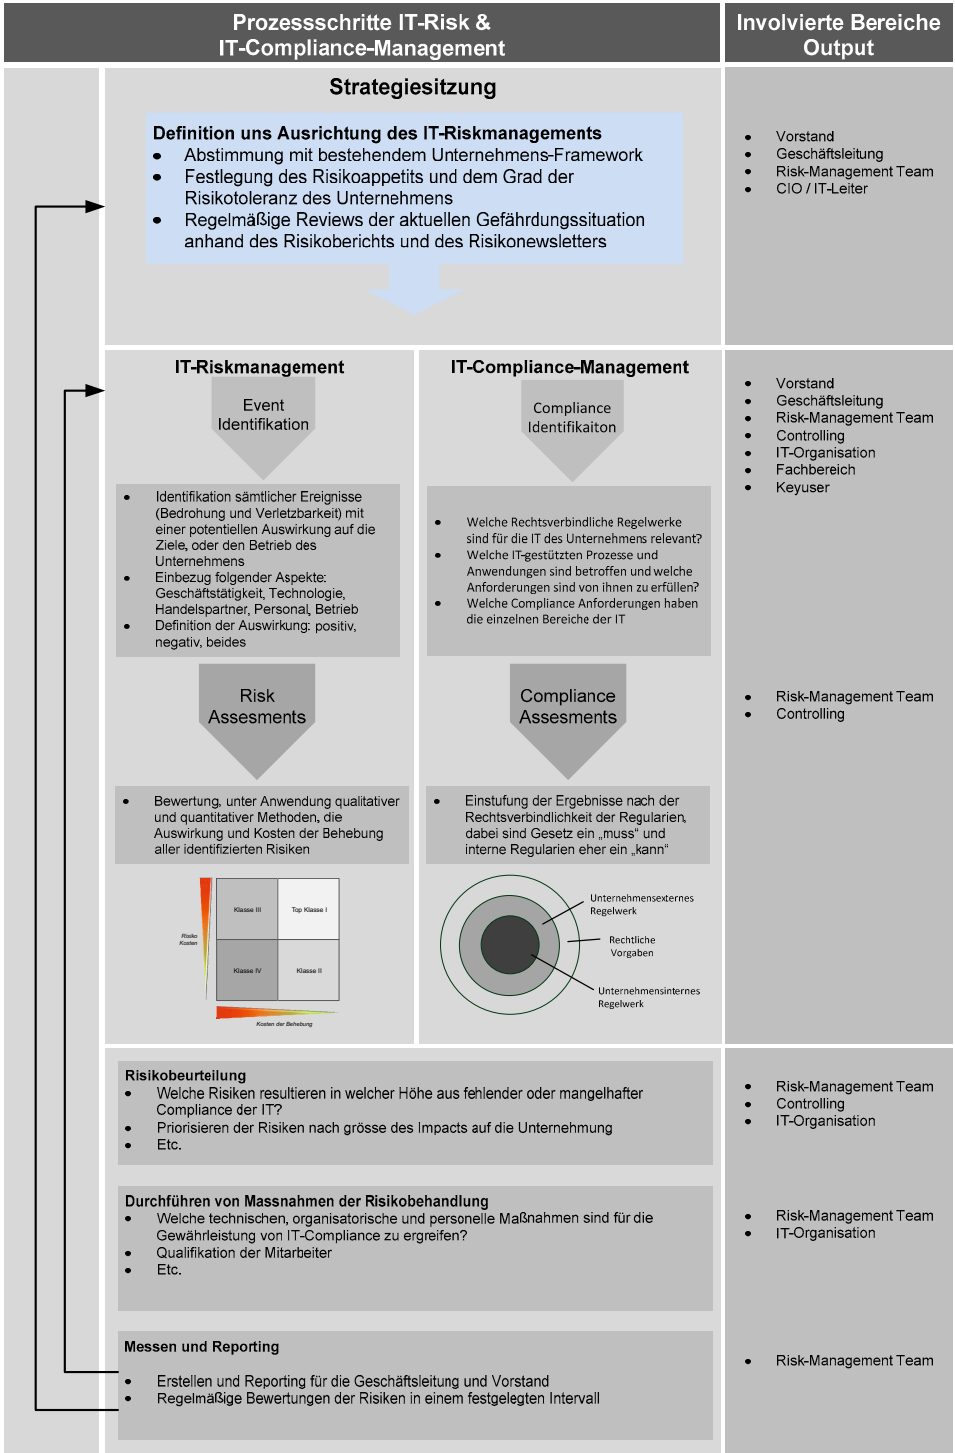 Prozessschritte IT-Risk &
IT-Compliance-Management
Involvierte Bereiche
Output
Strategiesitzung
Definition uns Ausrichtung des IT-Riskmanagements
• Abstimmung mit bestehendem Unternehmens-Framework
• Festlegung des Risikoappetits und dem Grad der
Risikotoleranz des Unternehmens
• Regelmäßige Reviews der aktuellen Gefährdungssituation
anhand des Risikoberichts und des Risikonewsletters
• Vorstand
• Geschäftsleitung
• Risk-Management Team
• CIO / IT-Leiter
IT-Riskmanagement
Event
Identifikation
• Identifikation sämtlicher Ereignisse
(Bedrohung und Verletzbarkeit) mit
einer potentiellen Auswirkung auf die
Ziele, oder den Betrieb des
Unternehmens
• Einbezug folgender Aspekte:
Geschäftstätigkeit, Technologie,
Handelspartner, Personal, Betrieb
• Definition der Auswirkung: positiv,
negativ, beides
Risk
Assesments
• Bewertung, unter Anwendung qualitativer
und quantitativer Methoden, die
Auswirkung und Kosten der Behebung
aller identifizierten Risiken
Risiko
Kosten
Klasse III
Top Klasse I
Klasse IV
Klasse II
Kosten der Behebung
IT-Compliance-Management
Compliance
Identifikaiton
• Welche Rechtsverbindliche Regelwerke
sind für die IT des Unternehmens relevant?
• Welche IT-gestützten Prozesse und
Anwendungen sind betroffen und welche
Anforderungen sind von ihnen zu erfüllen?
• Welche Compliance Anforderungen haben
die einzelnen Bereiche der IT
Compliance
Assesments
• Einstufung der Ergebnisse nach der
Rechtsverbindlichkeit der Regularien,
dabei sind Gesetz ein „muss“ und
interne Regularien eher ein „kann“
Unternehmensexternes
Regelwerk
Rechtliche
Vorgaben
Unternehmensinternes
Regelwerk
• Vorstand
• Geschäftsleitung
• Risk-Management Team
• Controlling
• IT-Organisation
• Fachbereich
• Keyuser
• Risk-Management Team
• Controlling
Risikobeurteilung
• Welche Risiken resultieren in welcher Höhe aus fehlender oder mangelhafter
Compliance der IT?
• Priorisieren der Risiken nach grösse des Impacts auf die Unternehmung
• Etc.
• Risk-Management Team
• Controlling
• IT-Organisation
Durchführen von Massnahmen der Risikobehandlung
• Welche technischen, organisatorische und personelle Maßnahmen sind für die
Gewährleistung von IT-Compliance zu ergreifen?
• Qualifikation der Mitarbeiter
• Etc.
• Risk-Management Team
• IT-Organisation
Messen und Reporting
• Erstellen und Reporting für die Geschäftsleitung und Vorstand
• Regelmäßige Bewertungen der Risiken in einem festgelegten Intervall
• Risk-Management Team